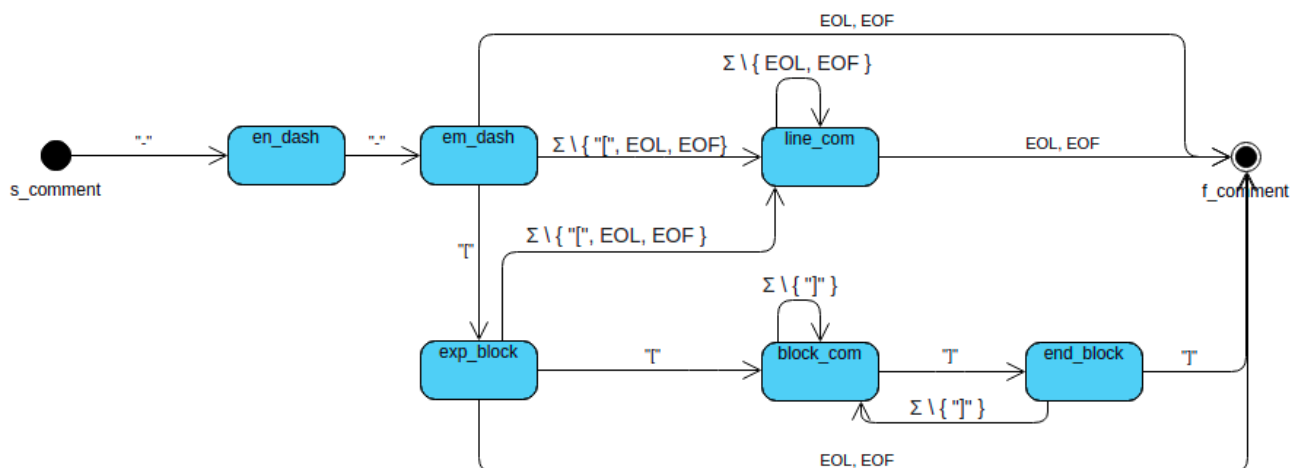 EOL, EOF
Σ \ { EOL, EOF }
"-"
en_dash
"-"
em_dash
Σ \ { "[", EOL, EOF}
line_com
EOL, EOF
s_comment
f_comment
"["
Σ \ { "[", EOL, EOF }
Σ \ { "]" }
exp_block
"["
block_com
"]"
end_block
"]"
Σ \ { "]" }
EOL, EOF